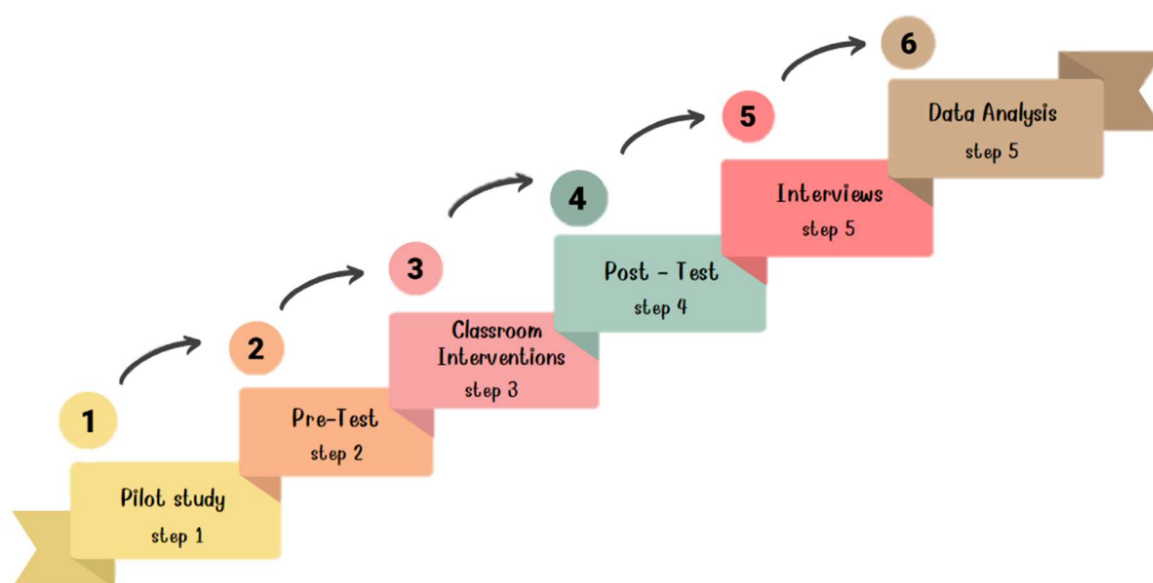 1
Pilot study
step 1
2
Pre-Test
step 2
3
Classroom
Interventions
step 3
4
Post - Test
step 4
5
Interviews
step 5
6
Data Analysis
step 5